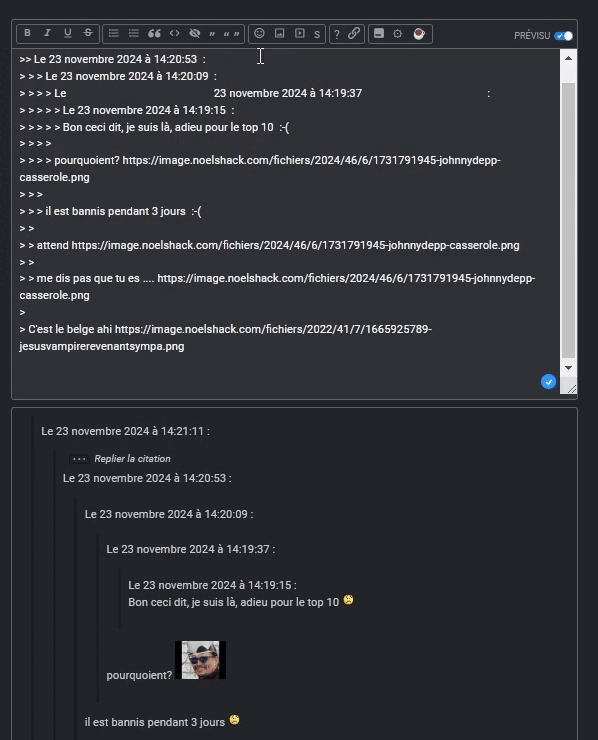 B I U S “ <> „ “ „ S ? PRÉVISU
>> Le 23 novembre 2024 à 14:20:53 :
> > > Le 23 novembre 2024 à 14:20:09 :
> > > > Le 23 novembre 2024 à 14:19:37 :
> > > > > Le 23 novembre 2024 à 14:19:15 :
> > > > > Bon ceci dit, je suis là, adieu pour le top 10 :-(
> > > >
> > > > pourquoient? https://image.noelshack.com/fichiers/2024/46/6/1731791945-johnnydepp-
casserole.png
> > >
> > > il est bannis pendant 3 jours :-(
> >
> > attend https://image.noelshack.com/fichiers/2024/46/6/1731791945-johnnydepp-casserole.png
> >
> > me dis pas que tu es .... https://image.noelshack.com/fichiers/2024/46/6/1731791945-johnnydepp-
casserole.png
>
> C'est le belge ahi https://image.noelshack.com/fichiers/2022/41/7/1665925789-
jesusvampirerevenantsympa.png
Le 23 novembre 2024 à 14:21:11 :
··· Replier la citation
Le 23 novembre 2024 à 14:20:53 :
Le 23 novembre 2024 à 14:20:09 :
Le 23 novembre 2024 à 14:19:37 :
Le 23 novembre 2024 à 14:19:15 :
Bon ceci dit, je suis là, adieu pour le top 10
pourquoient?
il est bannis pendant 3 jours